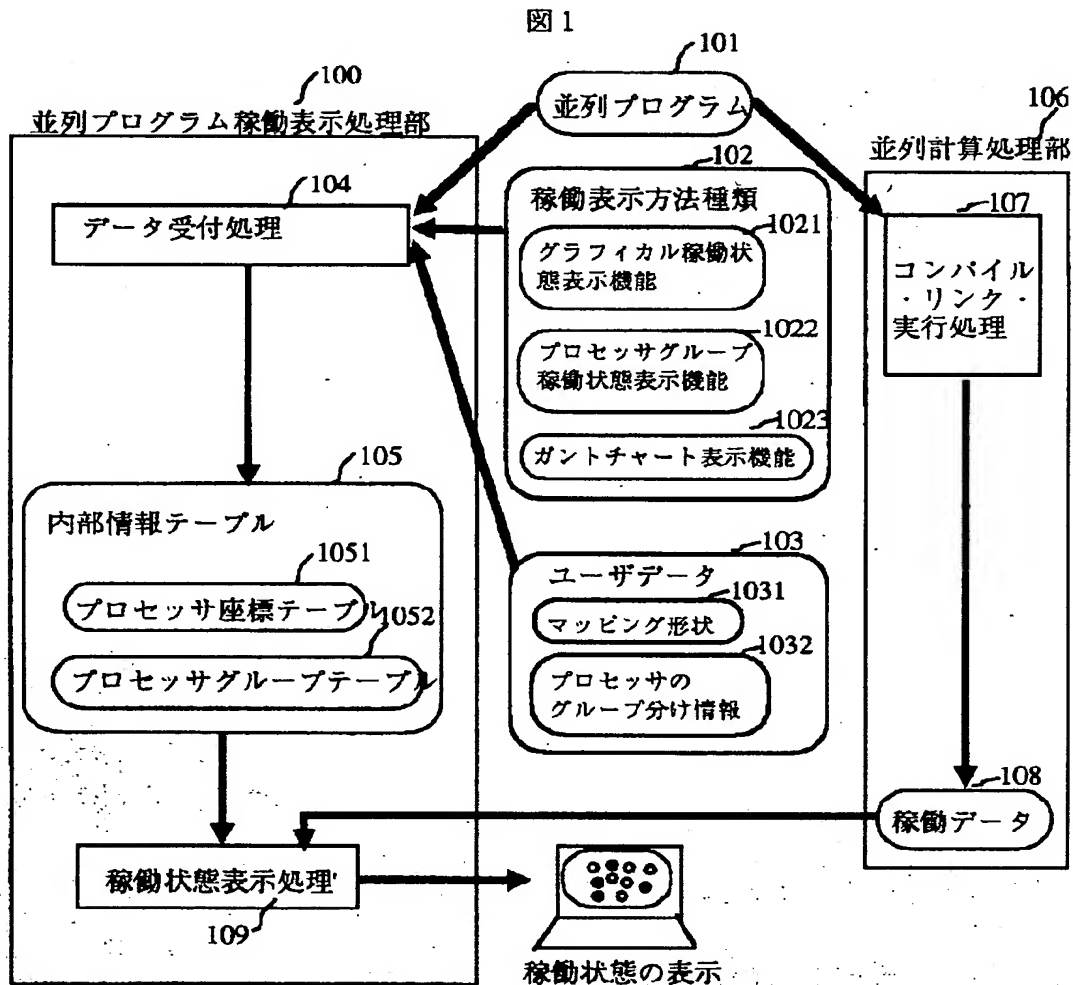 図1
101
並列プログラム
100
並列プログラム稼働表示処理部
106
並列計算処理部
104
データ受付処理
102
稼働表示方法種類
1021
グラフィカル稼働状
態表示機能
1022
プロセッサグループ
稼働状態表示機能
1023
ガントチャート表示機能
107
コンパイル
・リンク・
実行処理
105
内部情報テーブル
1051
プロセッサ座標テーブル
1052
プロセッサグループテーブル
103
ユーザデータ
1031
マッピング形状
1032
プロセッサの
グループ分け情報
108
稼働データ
稼働状態表示処理
109
稼働状態の表示